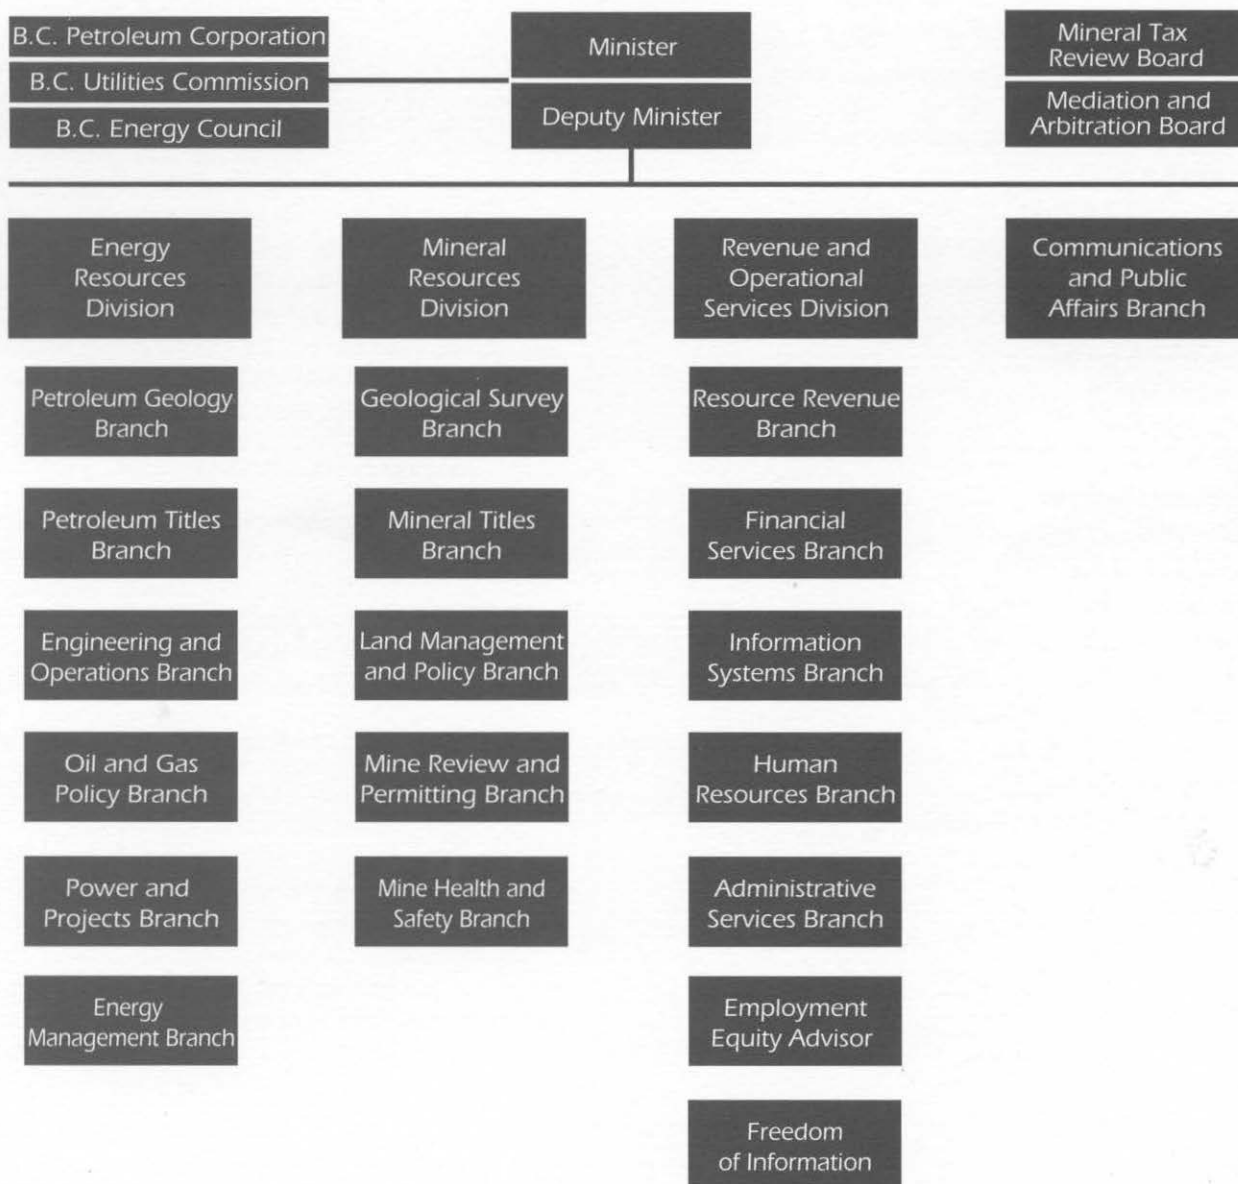 B.C. Petroleum Corporation
B.C. Utilities Commission
B.C. Energy Council
Minister
Deputy Minister
Mineral Tax
Review Board
Mediation and
Arbitration Board
Energy
Resources
Division
Petroleum Geology
Branch
Petroleum Titles
Branch
Engineering and
Operations Branch
Oil and Gas
Policy Branch
Power and
Projects Branch
Energy
Management Branch
Mineral
Resources
Division
Geological Survey
Branch
Mineral Titles
Branch
Land Management
and Policy Branch
Mine Review and
Permitting Branch
Mine Health and
Safety Branch
Revenue and
Operational
Services Division
Resource Revenue
Branch
Financial
Services Branch
Information
Systems Branch
Human
Resources Branch
Administrative
Services Branch
Employment
Equity Advisor
Freedom
of Information
Communications
and Public
Affairs Branch